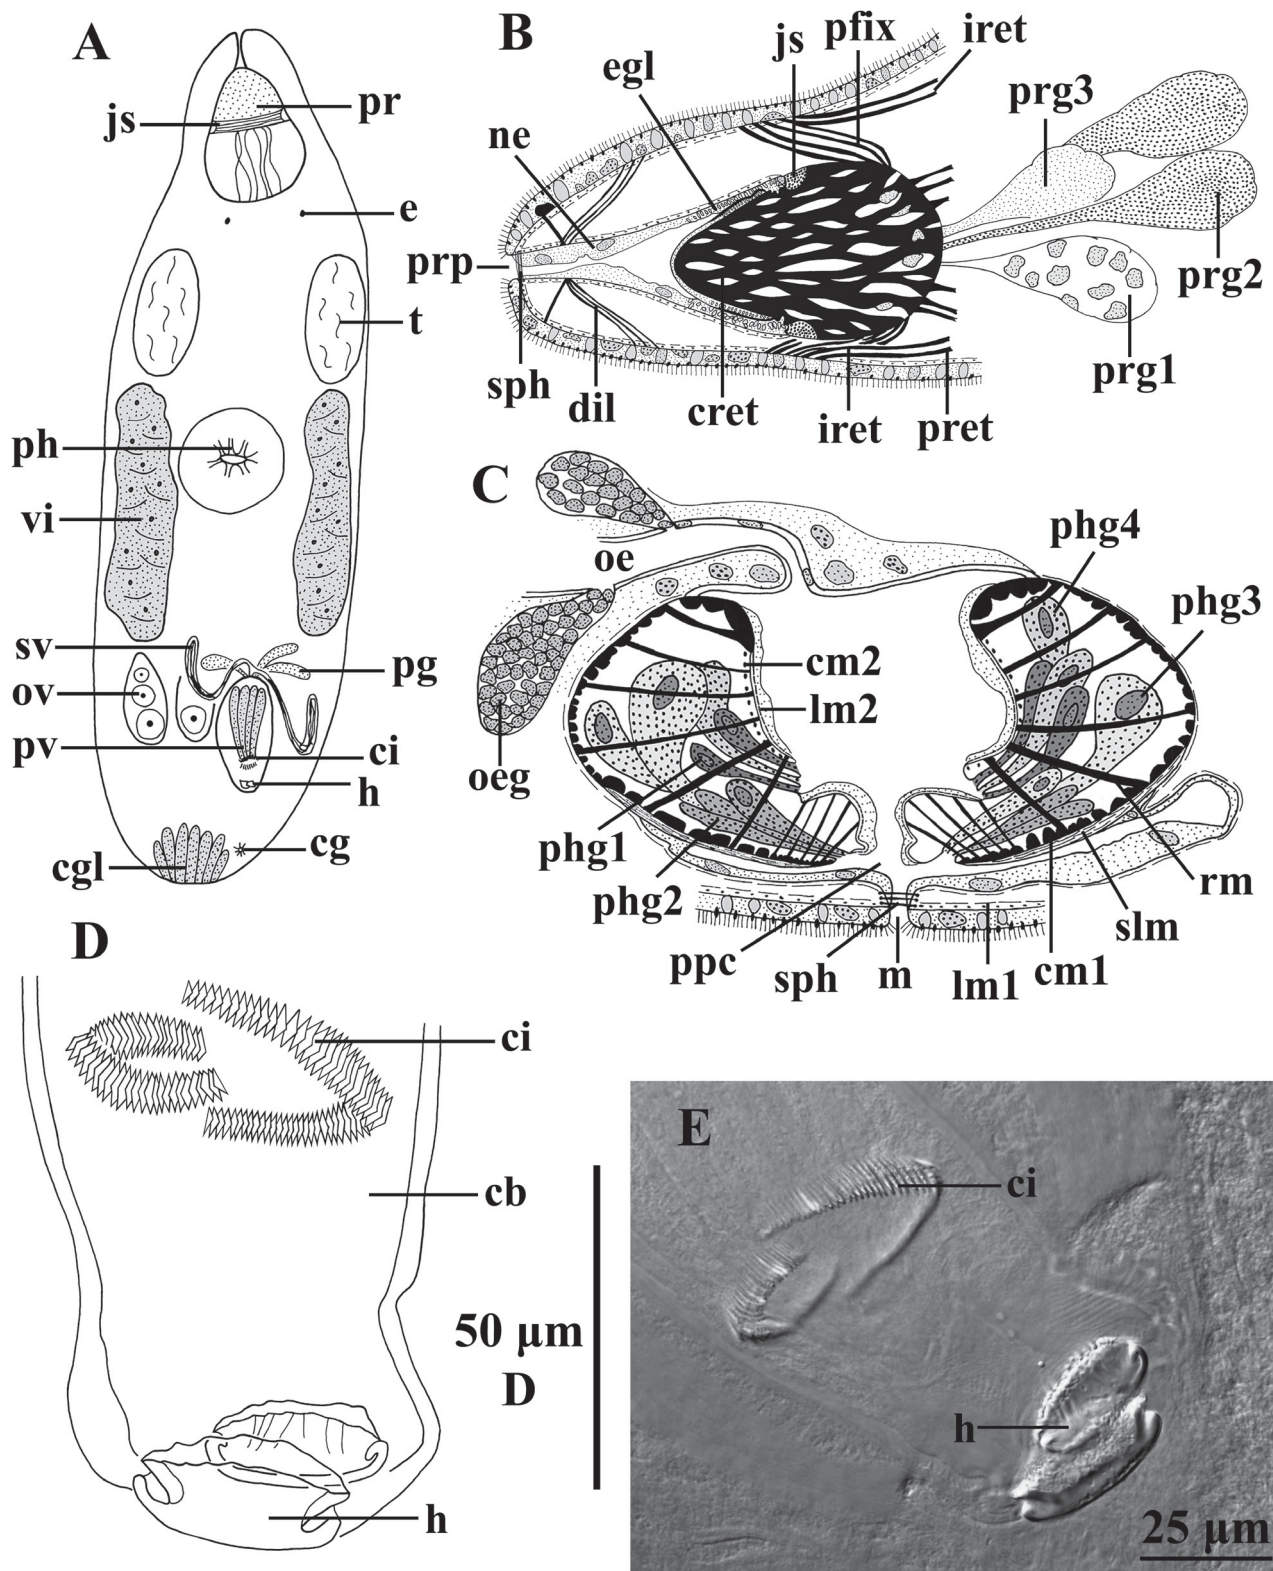 A
js
pr
e
t
ph
vi
sv
ov
pv
pg
ci
h
cgl
cg
B
ne
egl
js
pfix
iret
prg3
prp
sph
dil
cret
iret
pret
prg1
prg2
C
oe
oeg
phg4
phg3
cm2
lm2
phg1
phg2
ppc
sph
m
lm1
cm1
slm
rm
D
ci
cb
50 µm
D
h
E
ci
h
25 µm